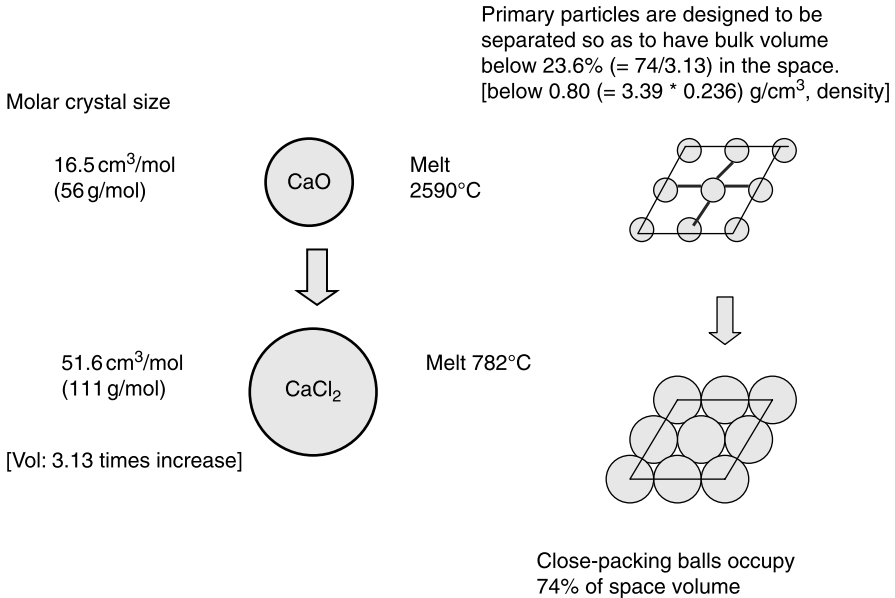 Primary particles are designed to be
separated so as to have bulk volume
below 23.6% (= 74/3.13) in the space.
[below 0.80 (= 3.39 * 0.236) g/cm³, density]
Molar crystal size
16.5 cm³/mol
(56 g/mol)
CaO
Melt
2590°C
51.6 cm³/mol
(111 g/mol)
CaCl₂
Melt 782°C
[Vol: 3.13 times increase]
Close-packing balls occupy
74% of space volume